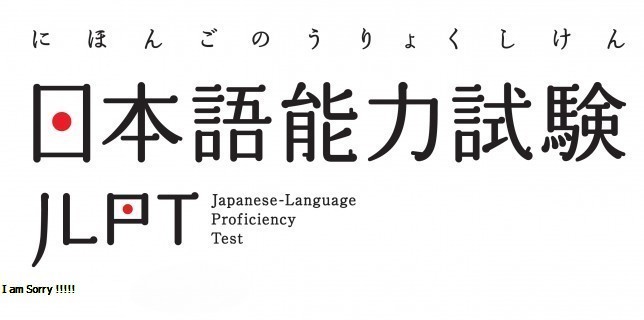 にほんごのうりょくしけん
日本語能力試験
JLPT
Japanese-Language
Proficiency
Test
I am Sorry !!!!!